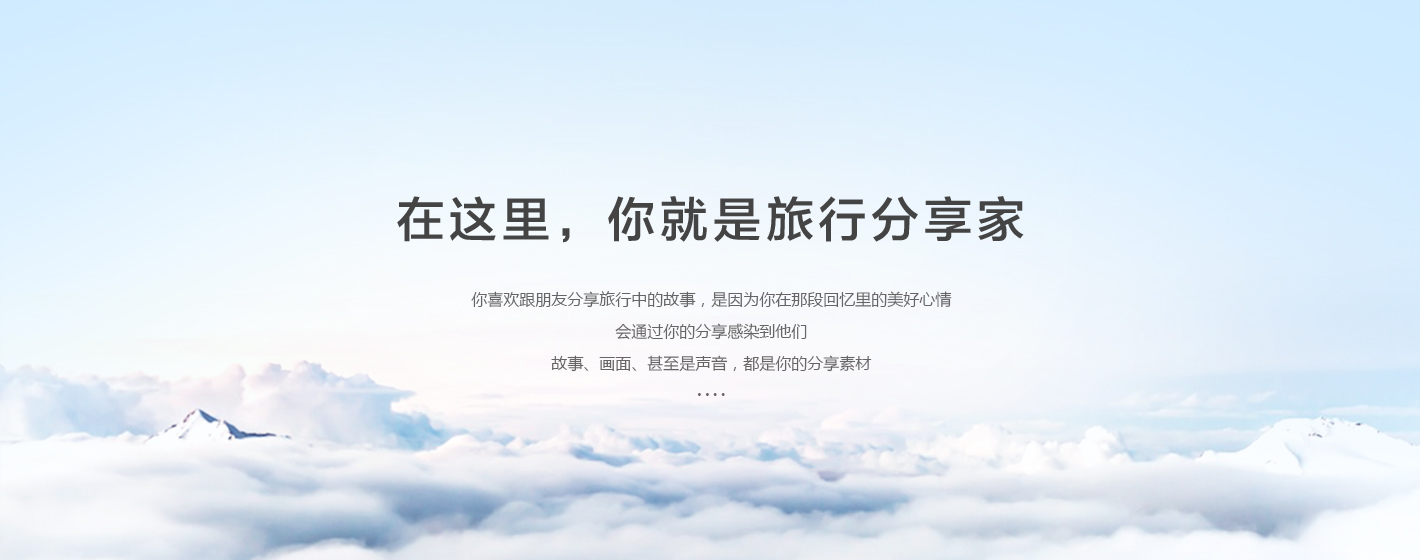 在这里，你就是旅行分享家
你喜欢跟朋友分享旅行中的故事，是因为你在那段回忆里的美好心情
会通过你的分享感染到他们
故事、画面、甚至是声音，都是你的分享素材
....